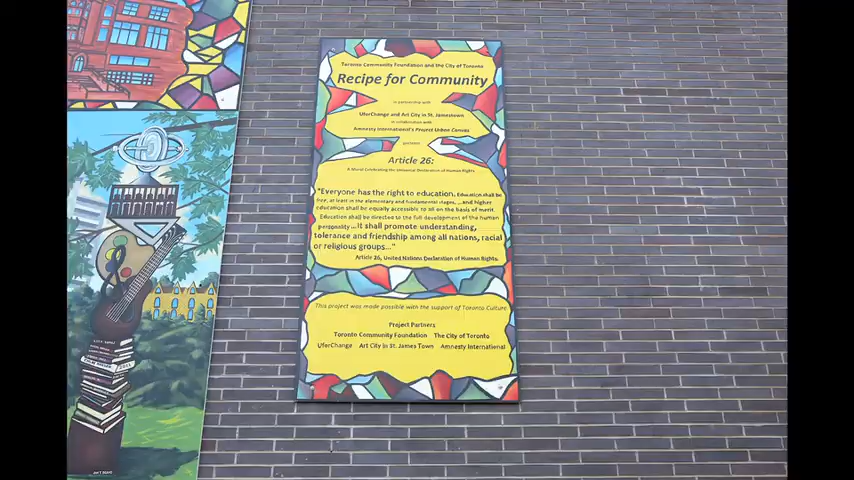 Toronto Community Foundation and the City of Toronto
Recipe for Community
in partnership with
UforChange and Art City in St. Jamestown
in collaboration with
Amnesty International's Project Urban Canvas
presents
Article 26:
A Mural Celebrating the Universal Declaration of Human Rights
"Everyone has the right to education. Education shall be
free, at least in the elementary and fundamental stages. ...and higher
education shall be equally accessible to all on the basis of merit.
Education shall be directed to the full development of the human
personality...It shall promote understanding,
tolerance and friendship among all nations, racial
or religious groups..."
Article 26, United Nations Declaration of Human Rights.
This project was made possible with the support of Toronto Culture.
Project Partners
Toronto Community Foundation The City of Toronto
UforChange Art City in St. James Town Amnesty International